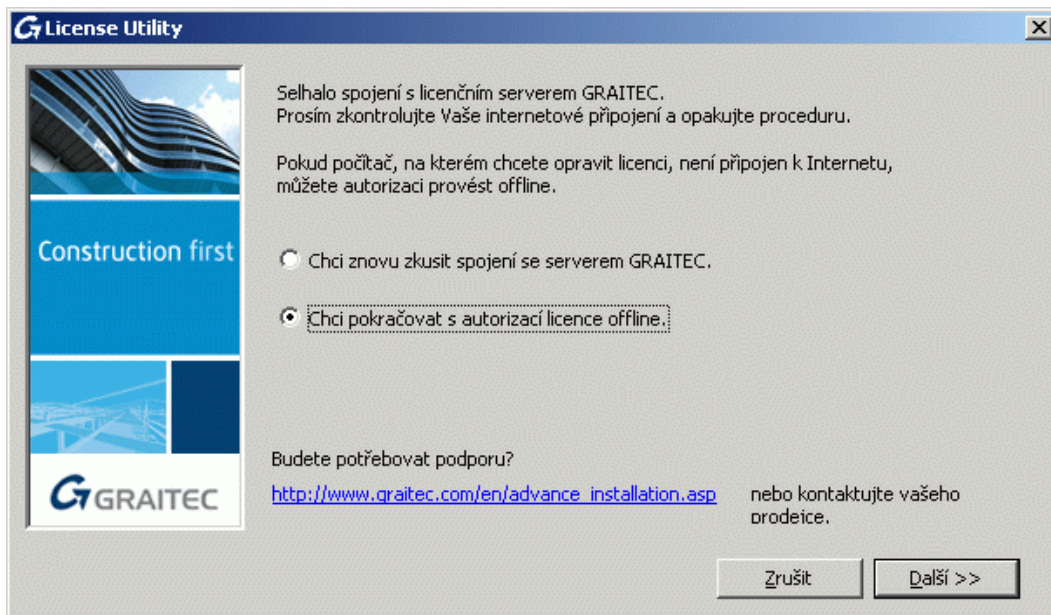 License Utility
Selhalo spojení s licenčním serverem GRAITEC.
Prosím zkontrolujte Vaše internetové připojení a opakujte proceduru.
Pokud počítač, na kterém chcete opravit licenci, není připojen k Internetu,
můžete autorizaci provést offline.
Construction first
Chci znovu zkusit spojení se serverem GRAITEC.
Chci pokračovat s autorizací licence offline.
Budete potřebovat podporu?
http://www.graitec.com/en/advance_installation.asp
nebo kontaktujte vašeho
prodejce.
GRAITEC
Zrušit
Další >>